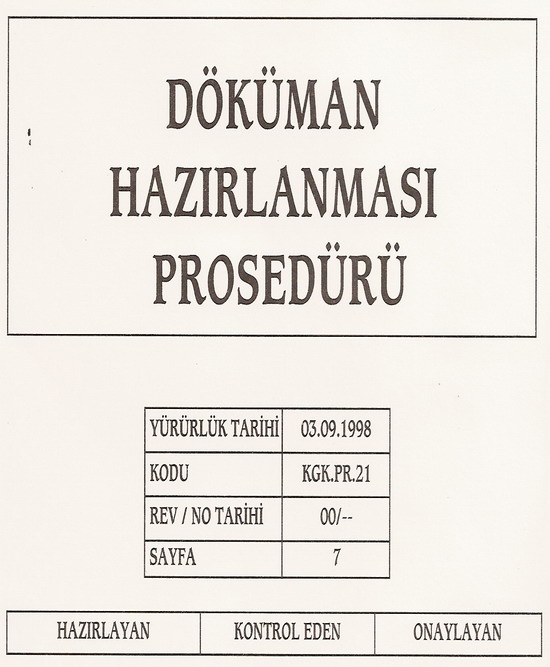 DÖKÜMAN
HAZIRLANMASI
PROSEDÜRÜ
YÜRÜRLÜK TARİHİ 03.09.1998
KODU KGK.PR.21
REV / NO TARİHİ 00/--
SAYFA 7
HAZIRLAYAN KONTROL EDEN ONAYLAYAN